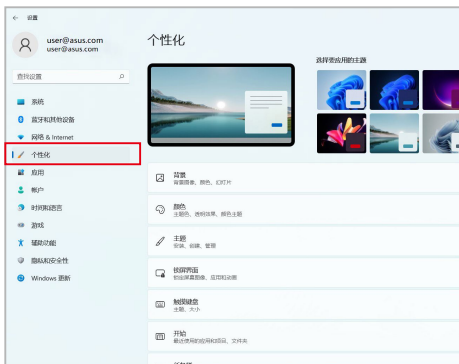 ← 设置
user@asus.com
user@asus.com
查找设置
系统
蓝牙和其他设备
网络 & Internet
个性化
应用
帐户
时间和语言
游戏
辅助功能
隐私和安全性
Windows 更新
个性化
选择要应用的主题
背景
背景图像、颜色、幻灯片
颜色
主题色、透明效果、颜色主题
主题
安装、创建、管理
锁屏界面
锁定屏幕图像、应用和动画
触摸键盘
主题、大小
开始
最近使用的应用和项目、文件夹